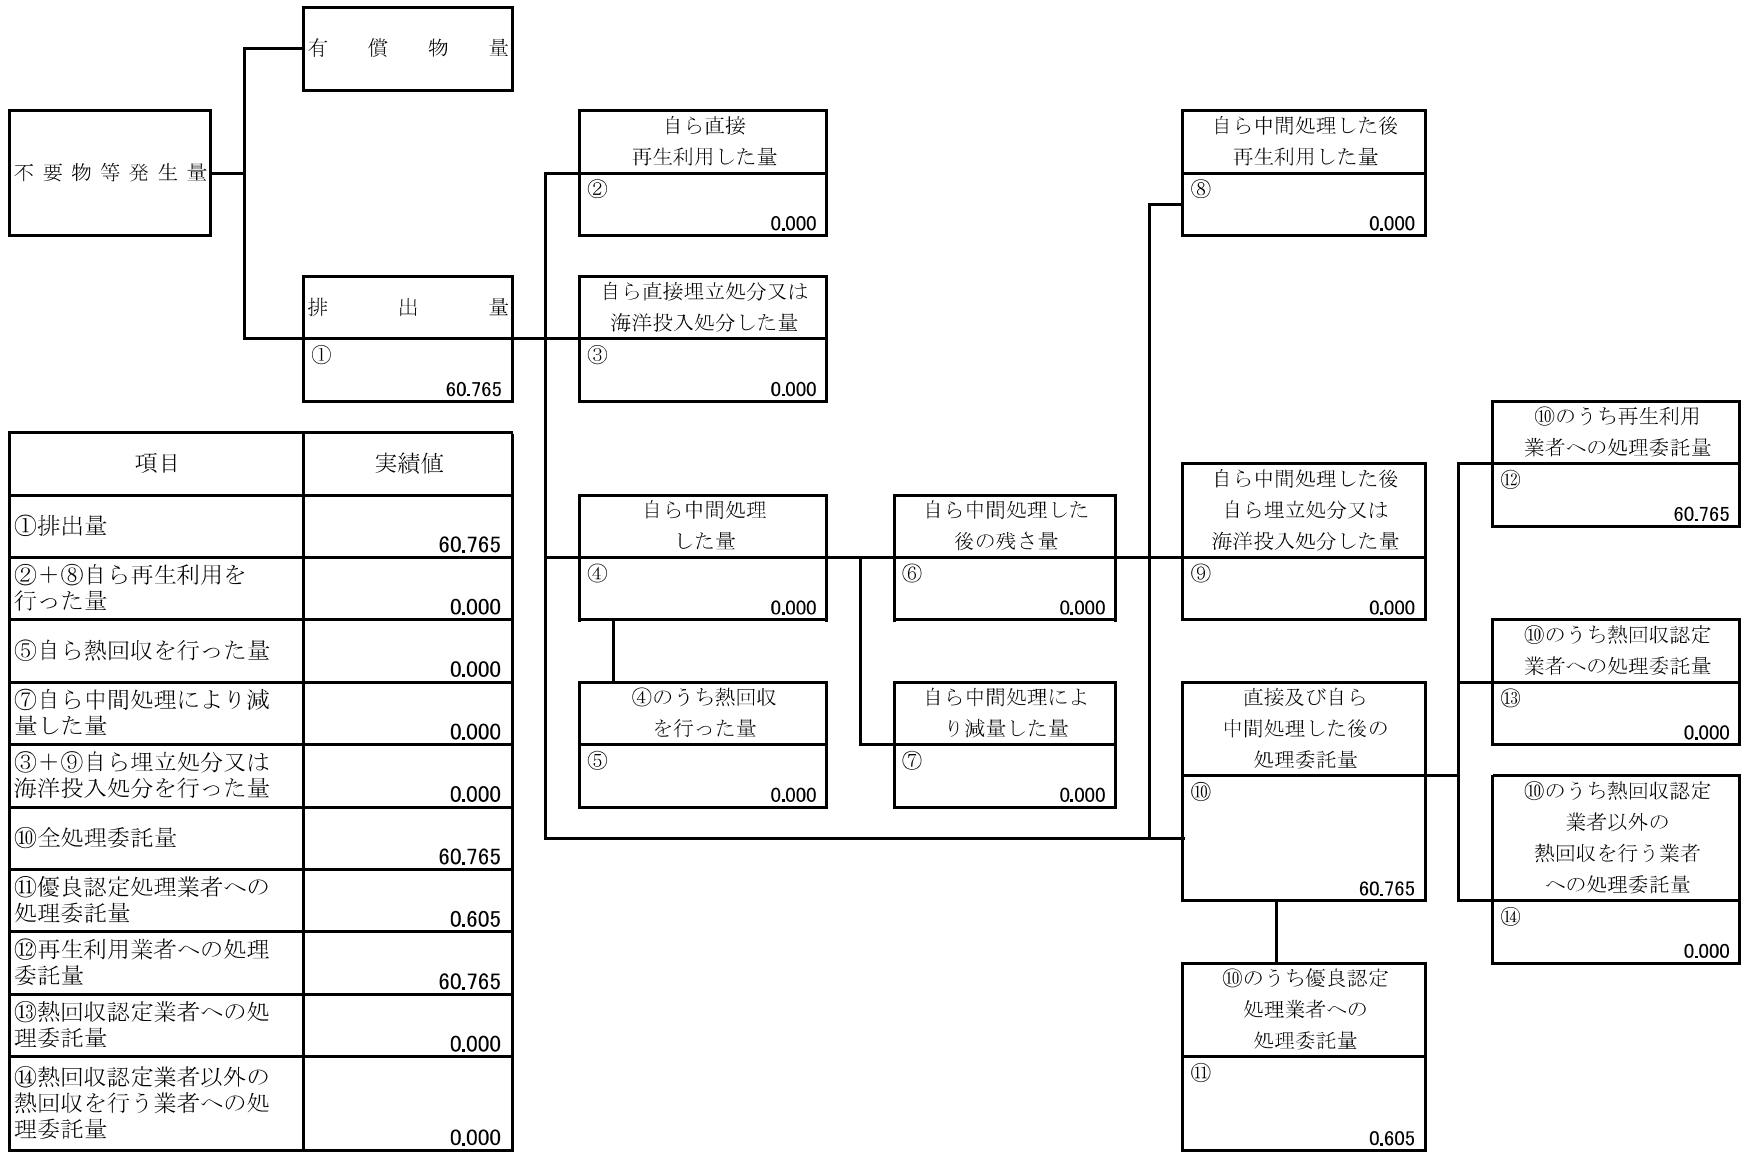 有償物量
不要物等発生量
排出量
①
60.765
自ら直接
再生利用した量
②
0.000
自ら直接埋立処分又は
海洋投入処分した量
③
0.000
自ら中間処理
した量
④
0.000
④のうち熱回収
を行った量
⑤
0.000
自ら中間処理した
後の残さ量
⑥
0.000
自ら中間処理によ
り減量した量
⑦
0.000
自ら中間処理した後
再生利用した量
⑧
0.000
自ら中間処理した後
自ら埋立処分又は
海洋投入処分した量
⑨
0.000
直接及び自ら
中間処理した後の
処理委託量
⑩
60.765
⑩のうち優良認定
処理業者への
処理委託量
⑪
0.605
⑩のうち再生利用
業者への処理委託量
⑫
60.765
⑩のうち熱回収認定
業者への処理委託量
⑬
0.000
⑩のうち熱回収認定
業者以外の
熱回収を行う業者
への処理委託量
⑭
0.000
項目 実績値
①排出量
60.765
②＋⑧自ら再生利用を
行った量
0.000
⑤自ら熱回収を行った量
0.000
⑦自ら中間処理により減
量した量
0.000
③＋⑨自ら埋立処分又は
海洋投入処分を行った量
0.000
⑩全処理委託量
60.765
⑪優良認定処理業者への
処理委託量
0.605
⑫再生利用業者への処理
委託量
60.765
⑬熱回収認定業者への処
理委託量
0.000
⑭熱回収認定業者以外の
熱回収を行う業者への処
理委託量
0.000